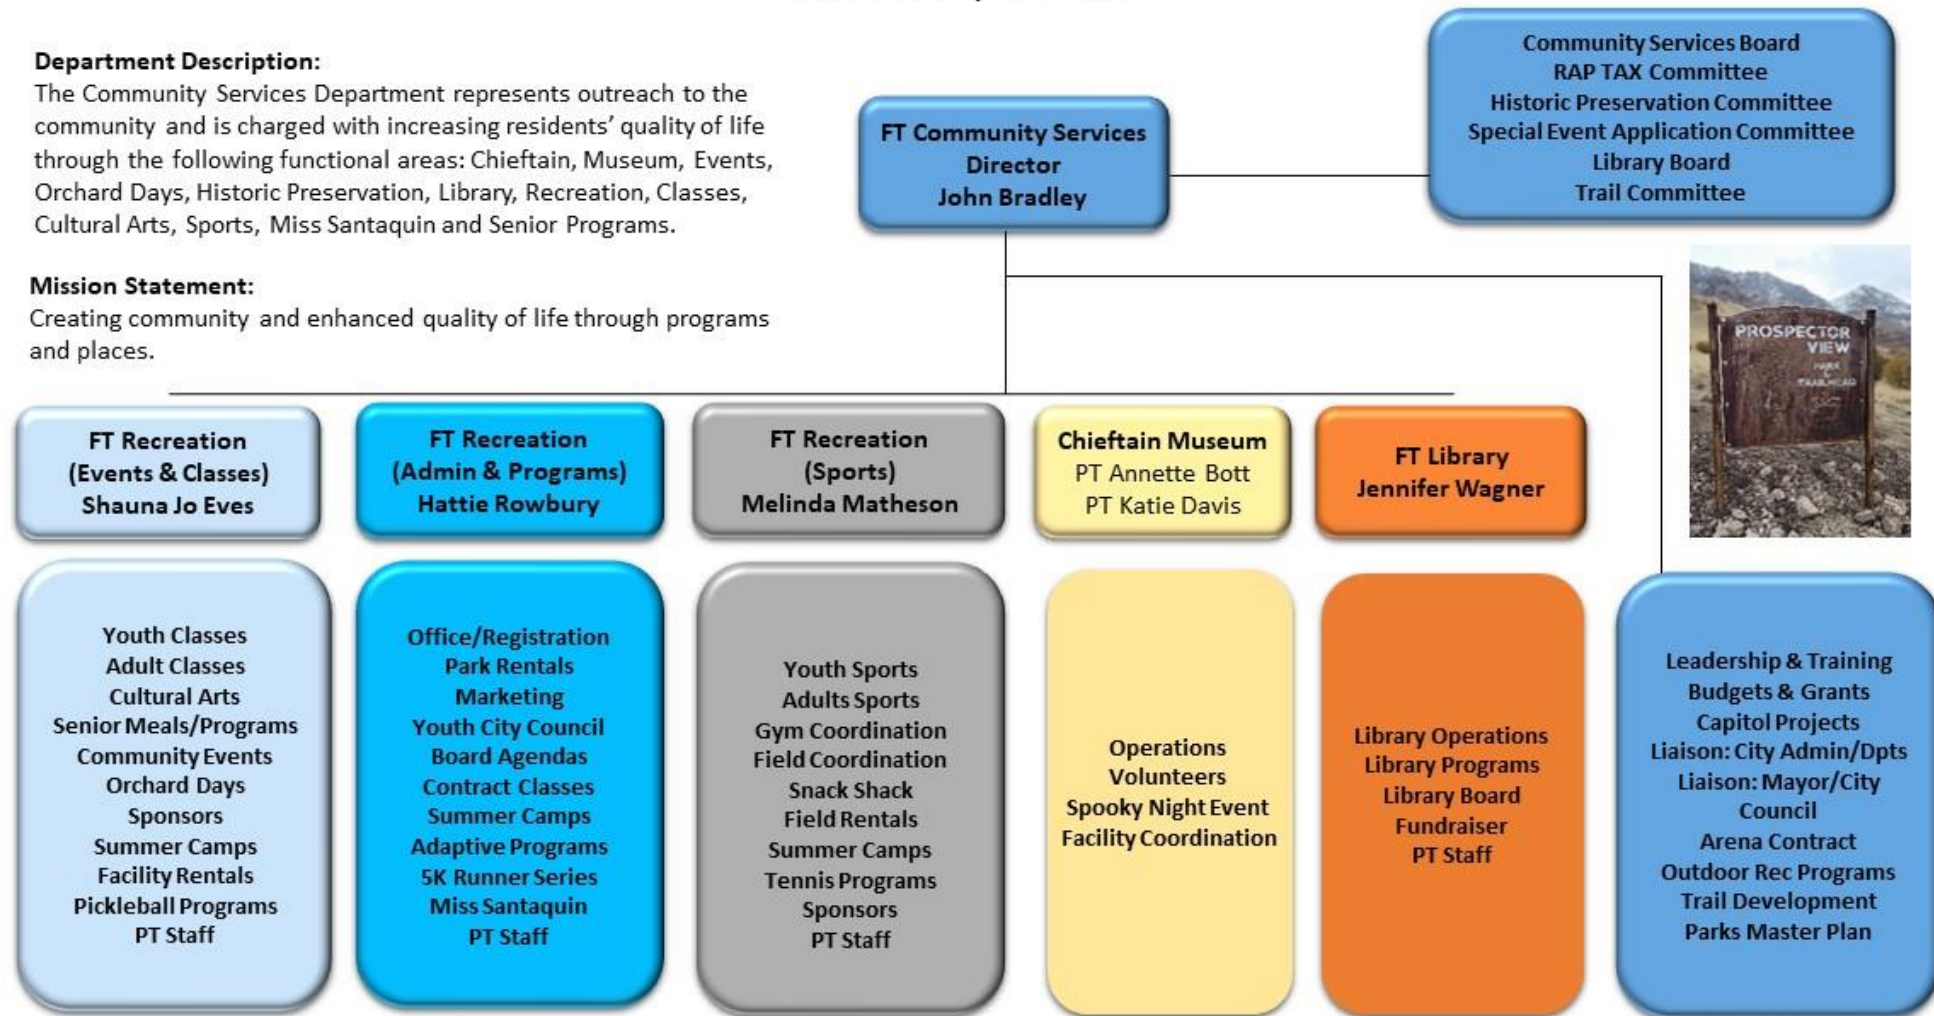 Department Description:
The Community Services Department represents outreach to the
community and is charged with increasing residents' quality of life
through the following functional areas: Chieftain, Museum, Events,
Orchard Days, Historic Preservation, Library, Recreation, Classes,
Cultural Arts, Sports, Miss Santaquin and Senior Programs.
Mission Statement:
Creating community and enhanced quality of life through programs
and places.
FT Community Services
Director
John Bradley
Community Services Board
RAP TAX Committee
Historic Preservation Committee
Special Event Application Committee
Library Board
Trail Committee
PROSPECTOR
VIEW
PARK
&
TRAILHEAD
FT Recreation
(Events & Classes)
Shauna Jo Eves
FT Recreation
(Admin & Programs)
Hattie Rowbury
FT Recreation
(Sports)
Melinda Matheson
Chieftain Museum
PT Annette Bott
PT Katie Davis
FT Library
Jennifer Wagner
Youth Classes
Adult Classes
Cultural Arts
Senior Meals/Programs
Community Events
Orchard Days
Sponsors
Summer Camps
Facility Rentals
Pickleball Programs
PT Staff
Office/Registration
Park Rentals
Marketing
Youth City Council
Board Agendas
Contract Classes
Summer Camps
Adaptive Programs
5K Runner Series
Miss Santaquin
PT Staff
Youth Sports
Adults Sports
Gym Coordination
Field Coordination
Snack Shack
Field Rentals
Summer Camps
Tennis Programs
Sponsors
PT Staff
Operations
Volunteers
Spooky Night Event
Facility Coordination
Library Operations
Library Programs
Library Board
Fundraiser
PT Staff
Leadership & Training
Budgets & Grants
Capitol Projects
Liaison: City Admin/Dpts
Liaison: Mayor/City
Council
Arena Contract
Outdoor Rec Programs
Trail Development
Parks Master Plan